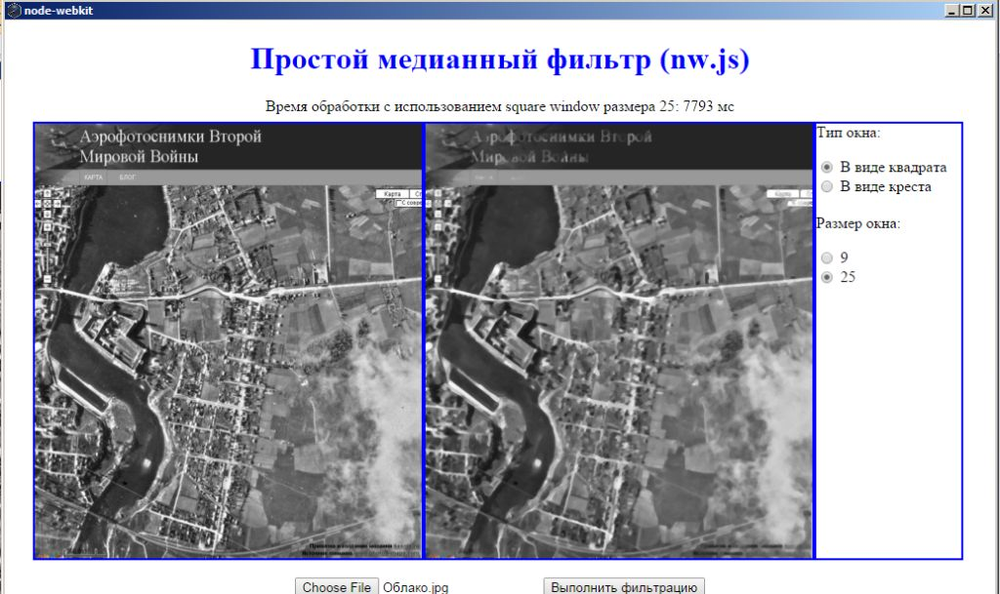 node-webkit
Простой медианный фильтр (nw.js)
Время обработки с использованием square window размера 25: 7793 мс
Аэрофотоснимки Второй
Мировой Войны
КАРТА БЛОГ
Карта
Аэрофотоснимки Второй
Мировой Войны
Карта
Тип окна:
В виде квадрата
В виде креста
Размер окна:
9
25
Choose File Облако.jpg
Выполнить фильтрацию